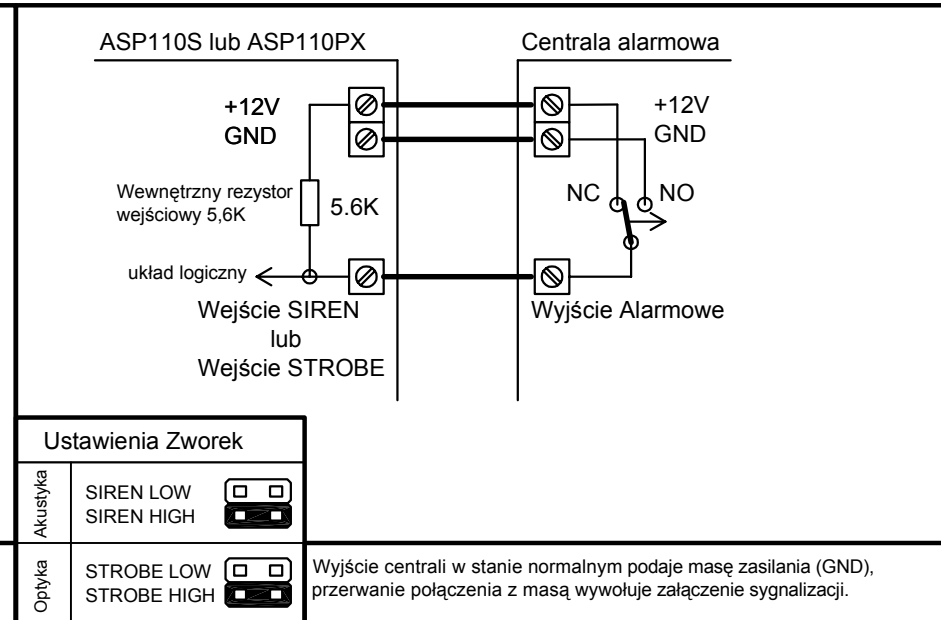 ASP110S lub ASP110PX
Centrala alarmowa
+12V
GND
+12V
GND
Wewnętrzny rezystor
wejściowy 5,6K
5.6K
NC
NO
układ logiczny
Wejście SIREN
lub
Wejście STROBE
Wyjście Alarmowe
Ustawienia Zworek
Akustyka
SIREN LOW
SIREN HIGH
Optyka
STROBE LOW
STROBE HIGH
Wyjście centrali w stanie normalnym podaje masę zasilania (GND),
przerwanie połączenia z masą wywołuje załączenie sygnalizacji.